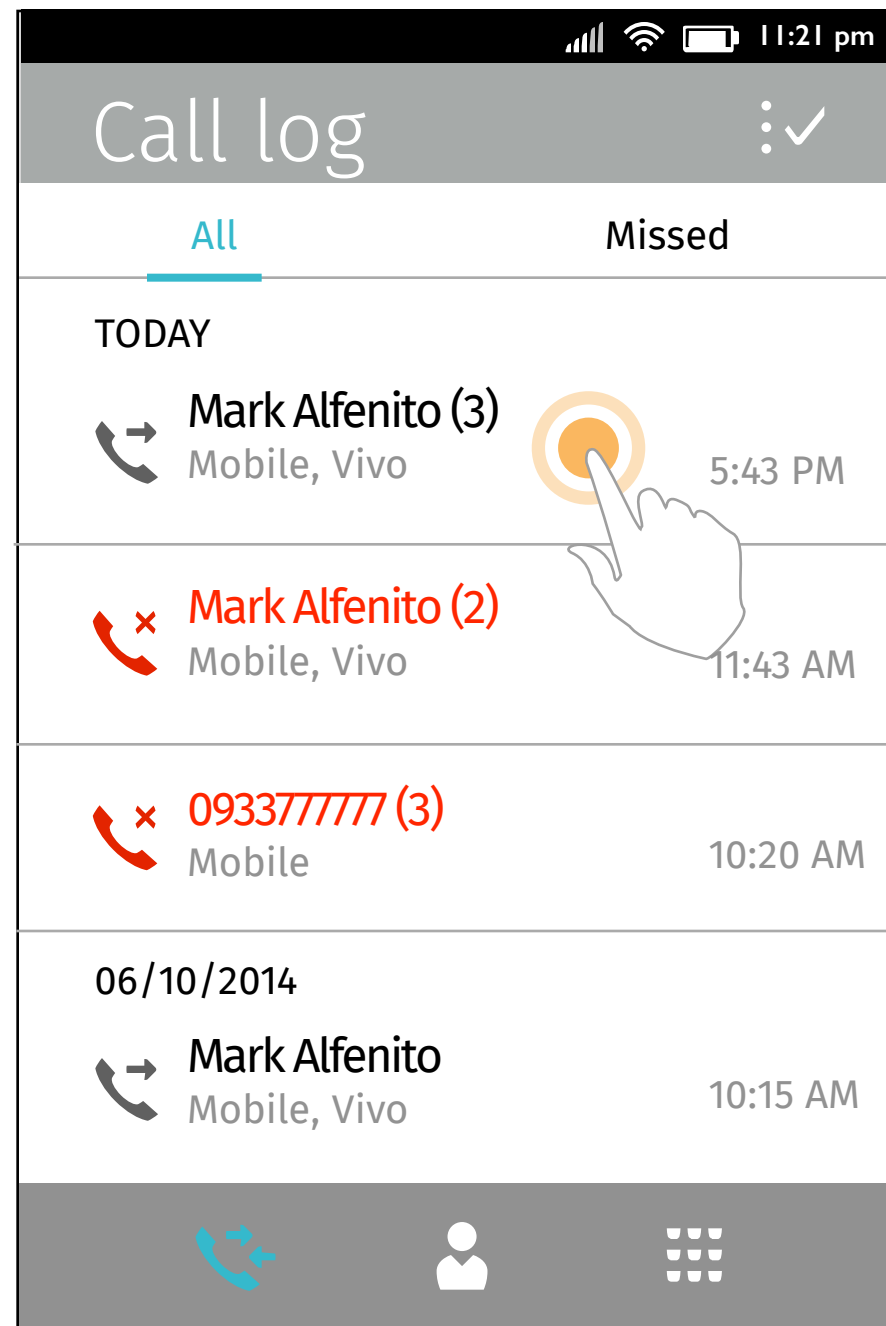 11:21 pm
Call log
All Missed
TODAY
Mark Alfenito (3)
Mobile, Vivo
5:43 PM
Mark Alfenito (2)
Mobile, Vivo
11:43 AM
0933777777 (3)
Mobile
10:20 AM
06/10/2014
Mark Alfenito
Mobile, Vivo
10:15 AM